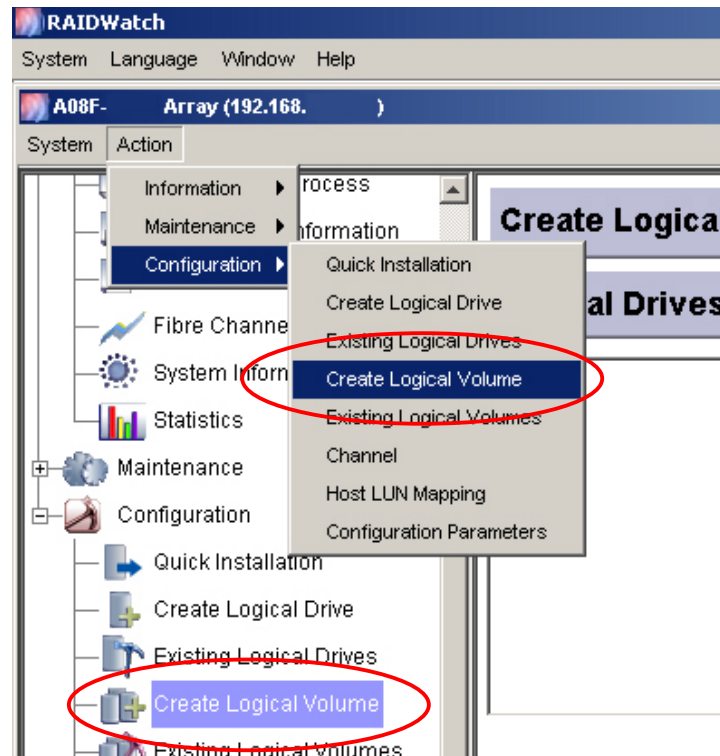 RAIDWatch
System Language Window Help
A08F- Array (192.168. )
System Action
Information
Maintenance
Configuration
rocess
nformation
Fibre Channe
System Inform
Statistics
Maintenance
Configuration
Quick Installation
Create Logical Drive
Existing Logical Drives
Create Logical Volume
Existing Logical Volumes
Quick Installation
Create Logical Drive
Existing Logical Drives
Create Logical Volume
Existing Logical Volumes
Channel
Host LUN Mapping
Configuration Parameters
Create Logica
al Drives